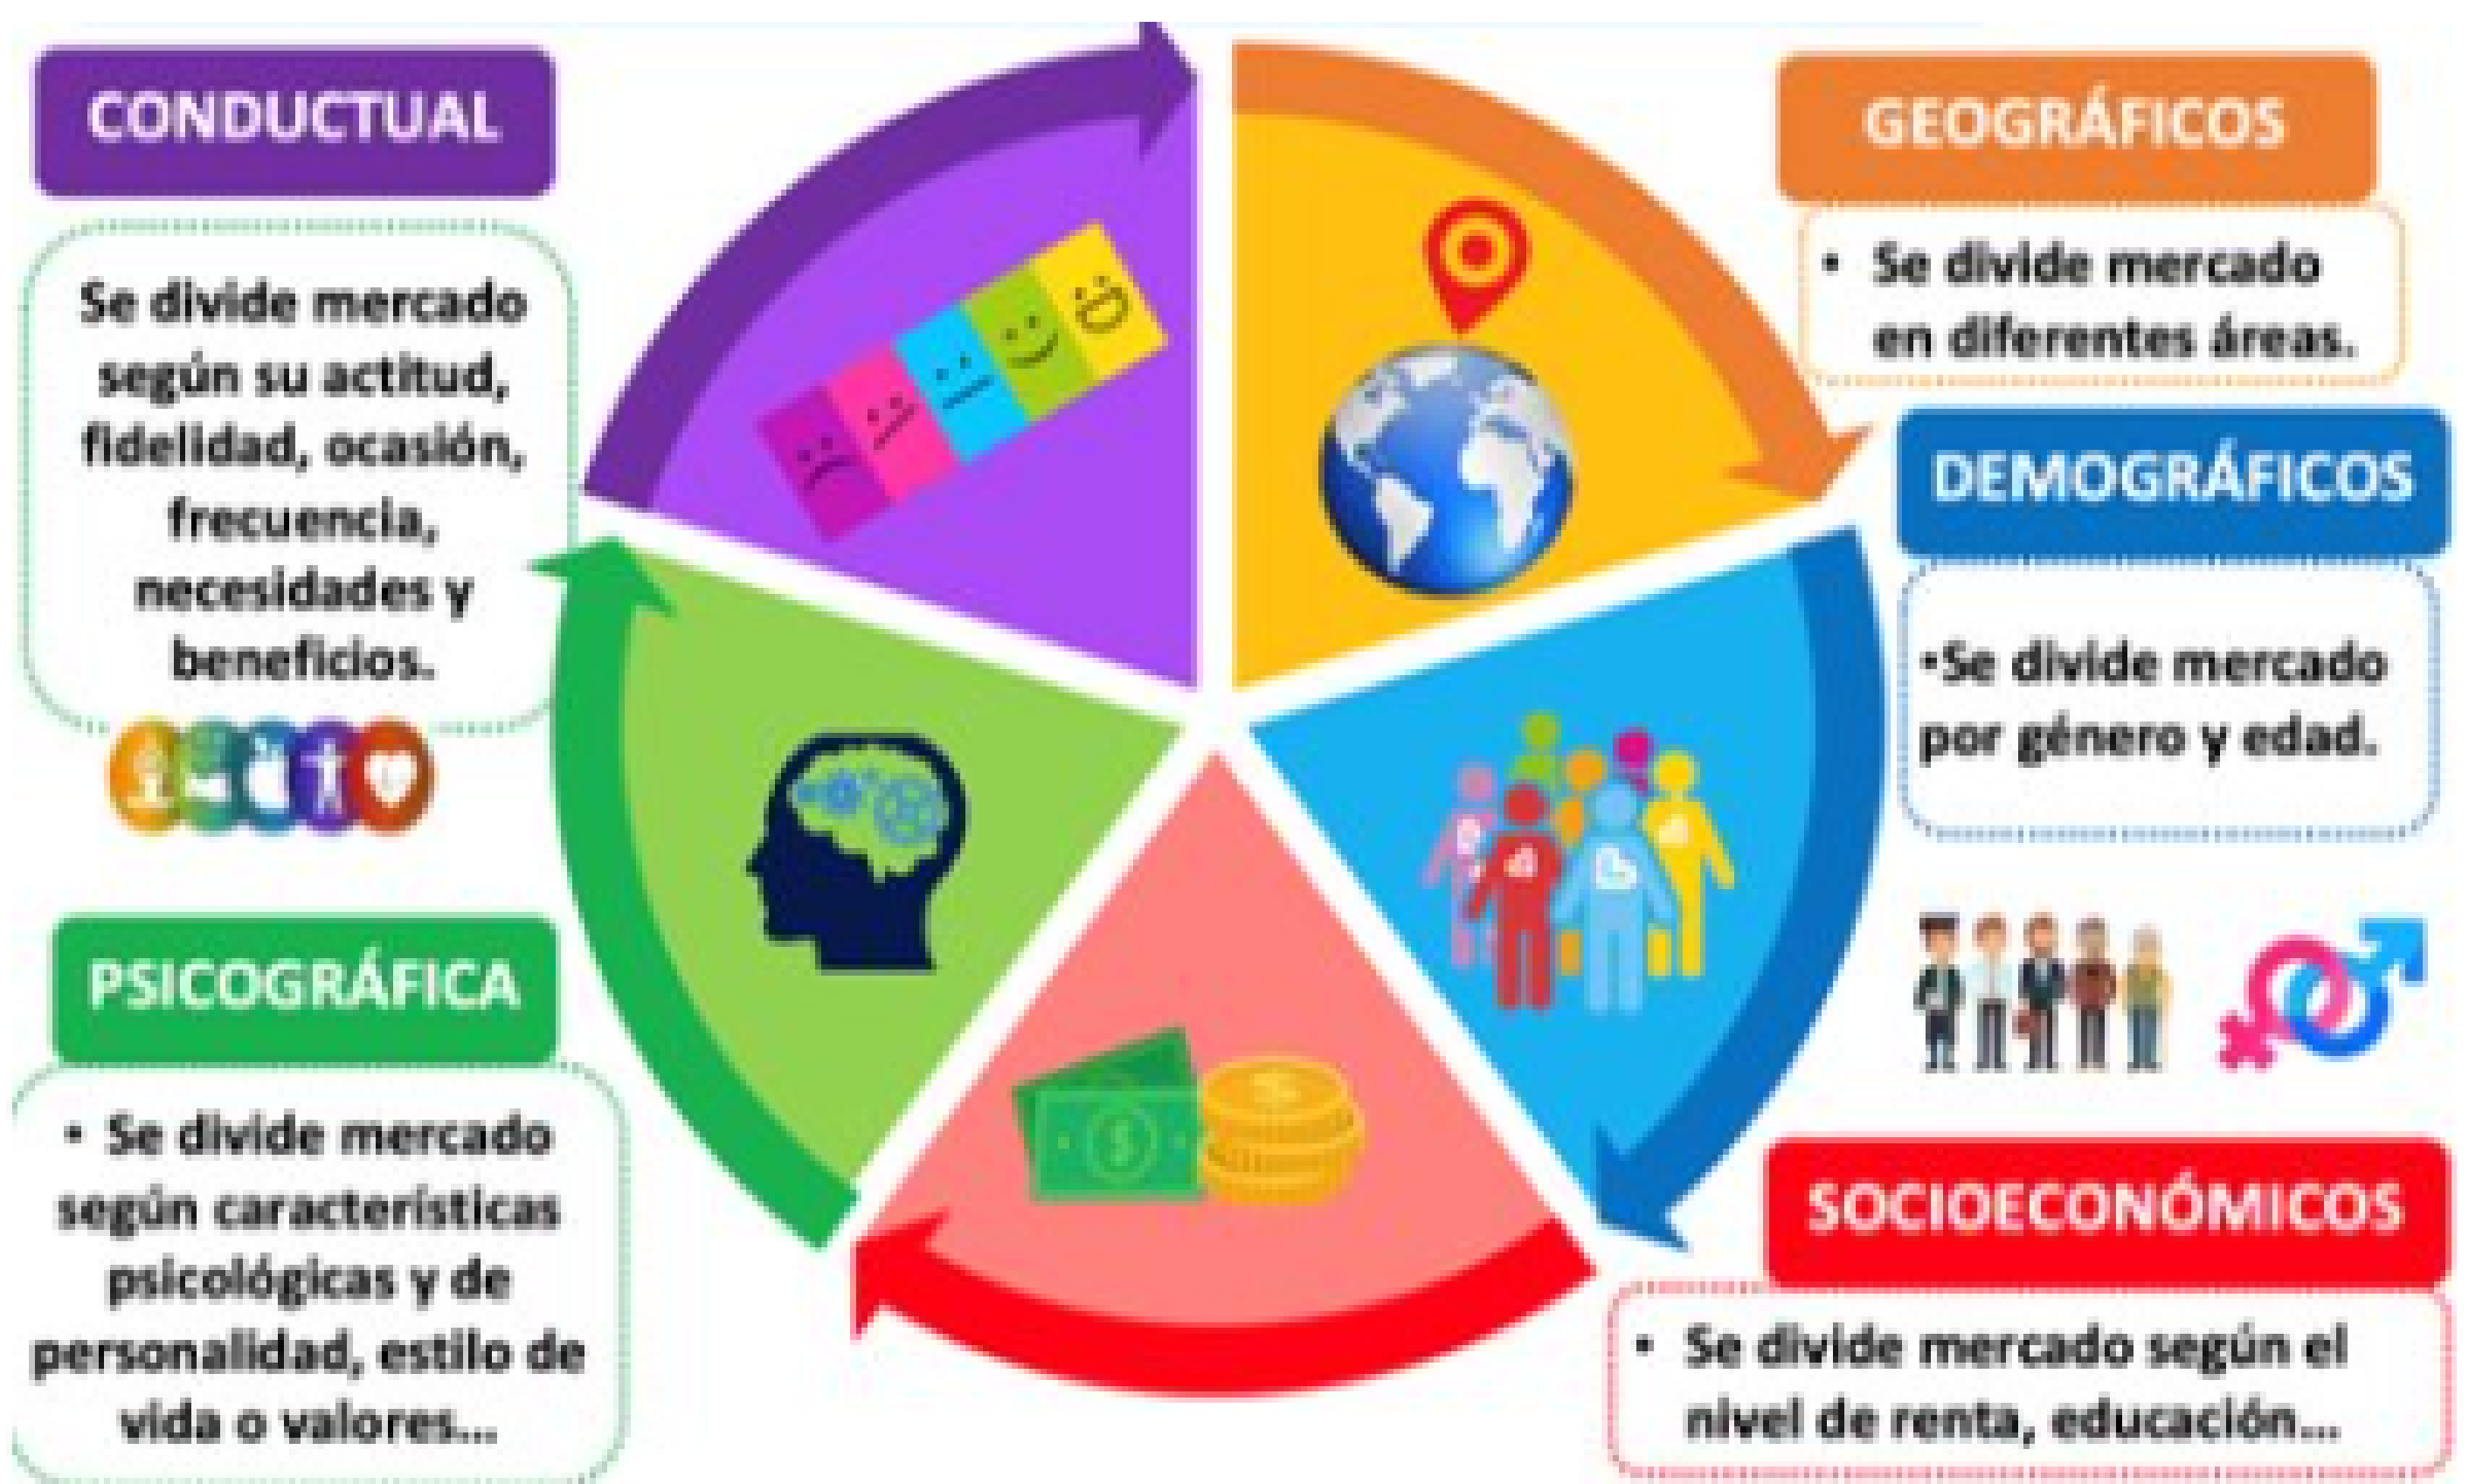 CONDUCTUAL
Se divide mercado
según su actitud,
fidelidad, ocasión,
frecuencia,
necesidades y
beneficios.
GEOGRÁFICOS
• Se divide mercado
en diferentes áreas.
DEMOGRÁFICOS
•Se divide mercado
por género y edad.
PSICOGRÁFICA
• Se divide mercado
según características
psicológicas y de
personalidad, estilo de
vida o valores...
SOCIOECONÓMICOS
• Se divide mercado según el
nivel de renta, educación...